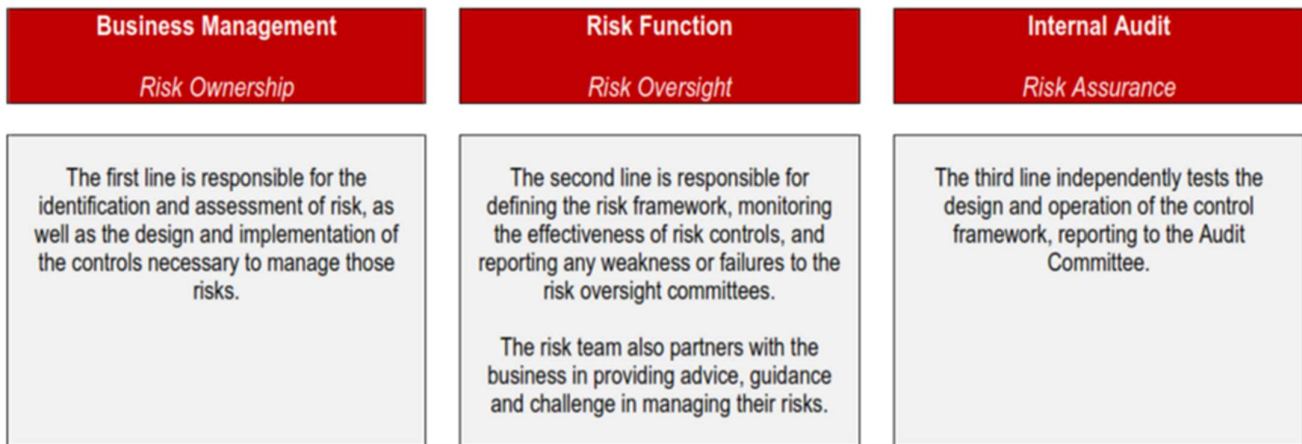 Business Management
Risk Ownership
The first line is responsible for the
identification and assessment of risk, as
well as the design and implementation of
the controls necessary to manage those
risks.
Risk Function
Risk Oversight
The second line is responsible for
defining the risk framework, monitoring
the effectiveness of risk controls, and
reporting any weakness or failures to the
risk oversight committees.
The risk team also partners with the
business in providing advice, guidance
and challenge in managing their risks.
Internal Audit
Risk Assurance
The third line independently tests the
design and operation of the control
framework, reporting to the Audit
Committee.